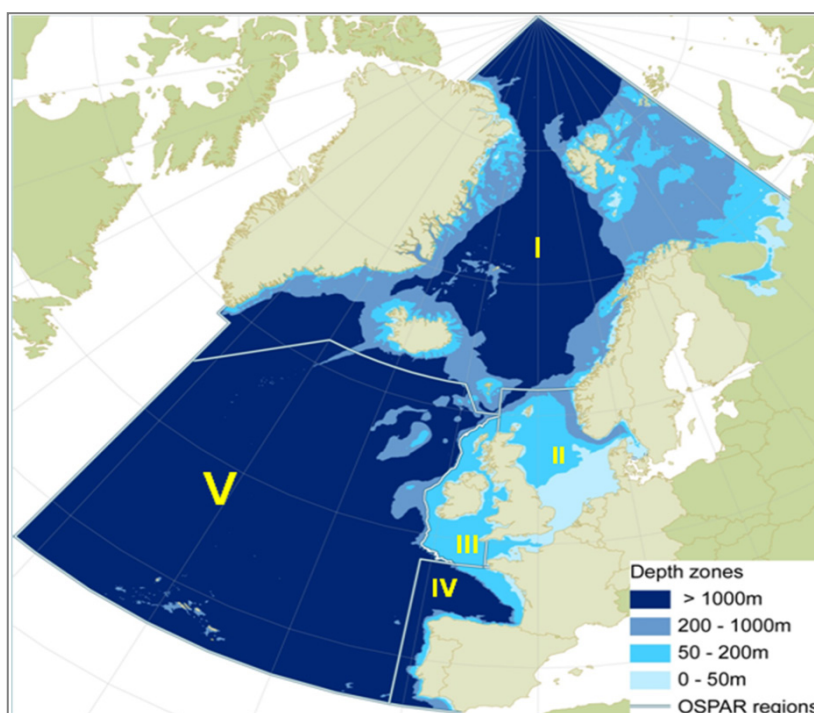 I
II
V
III
IV
Depth zones
> 1000m
200 - 1000m
50 - 200m
0 - 50m
OSPAR regions